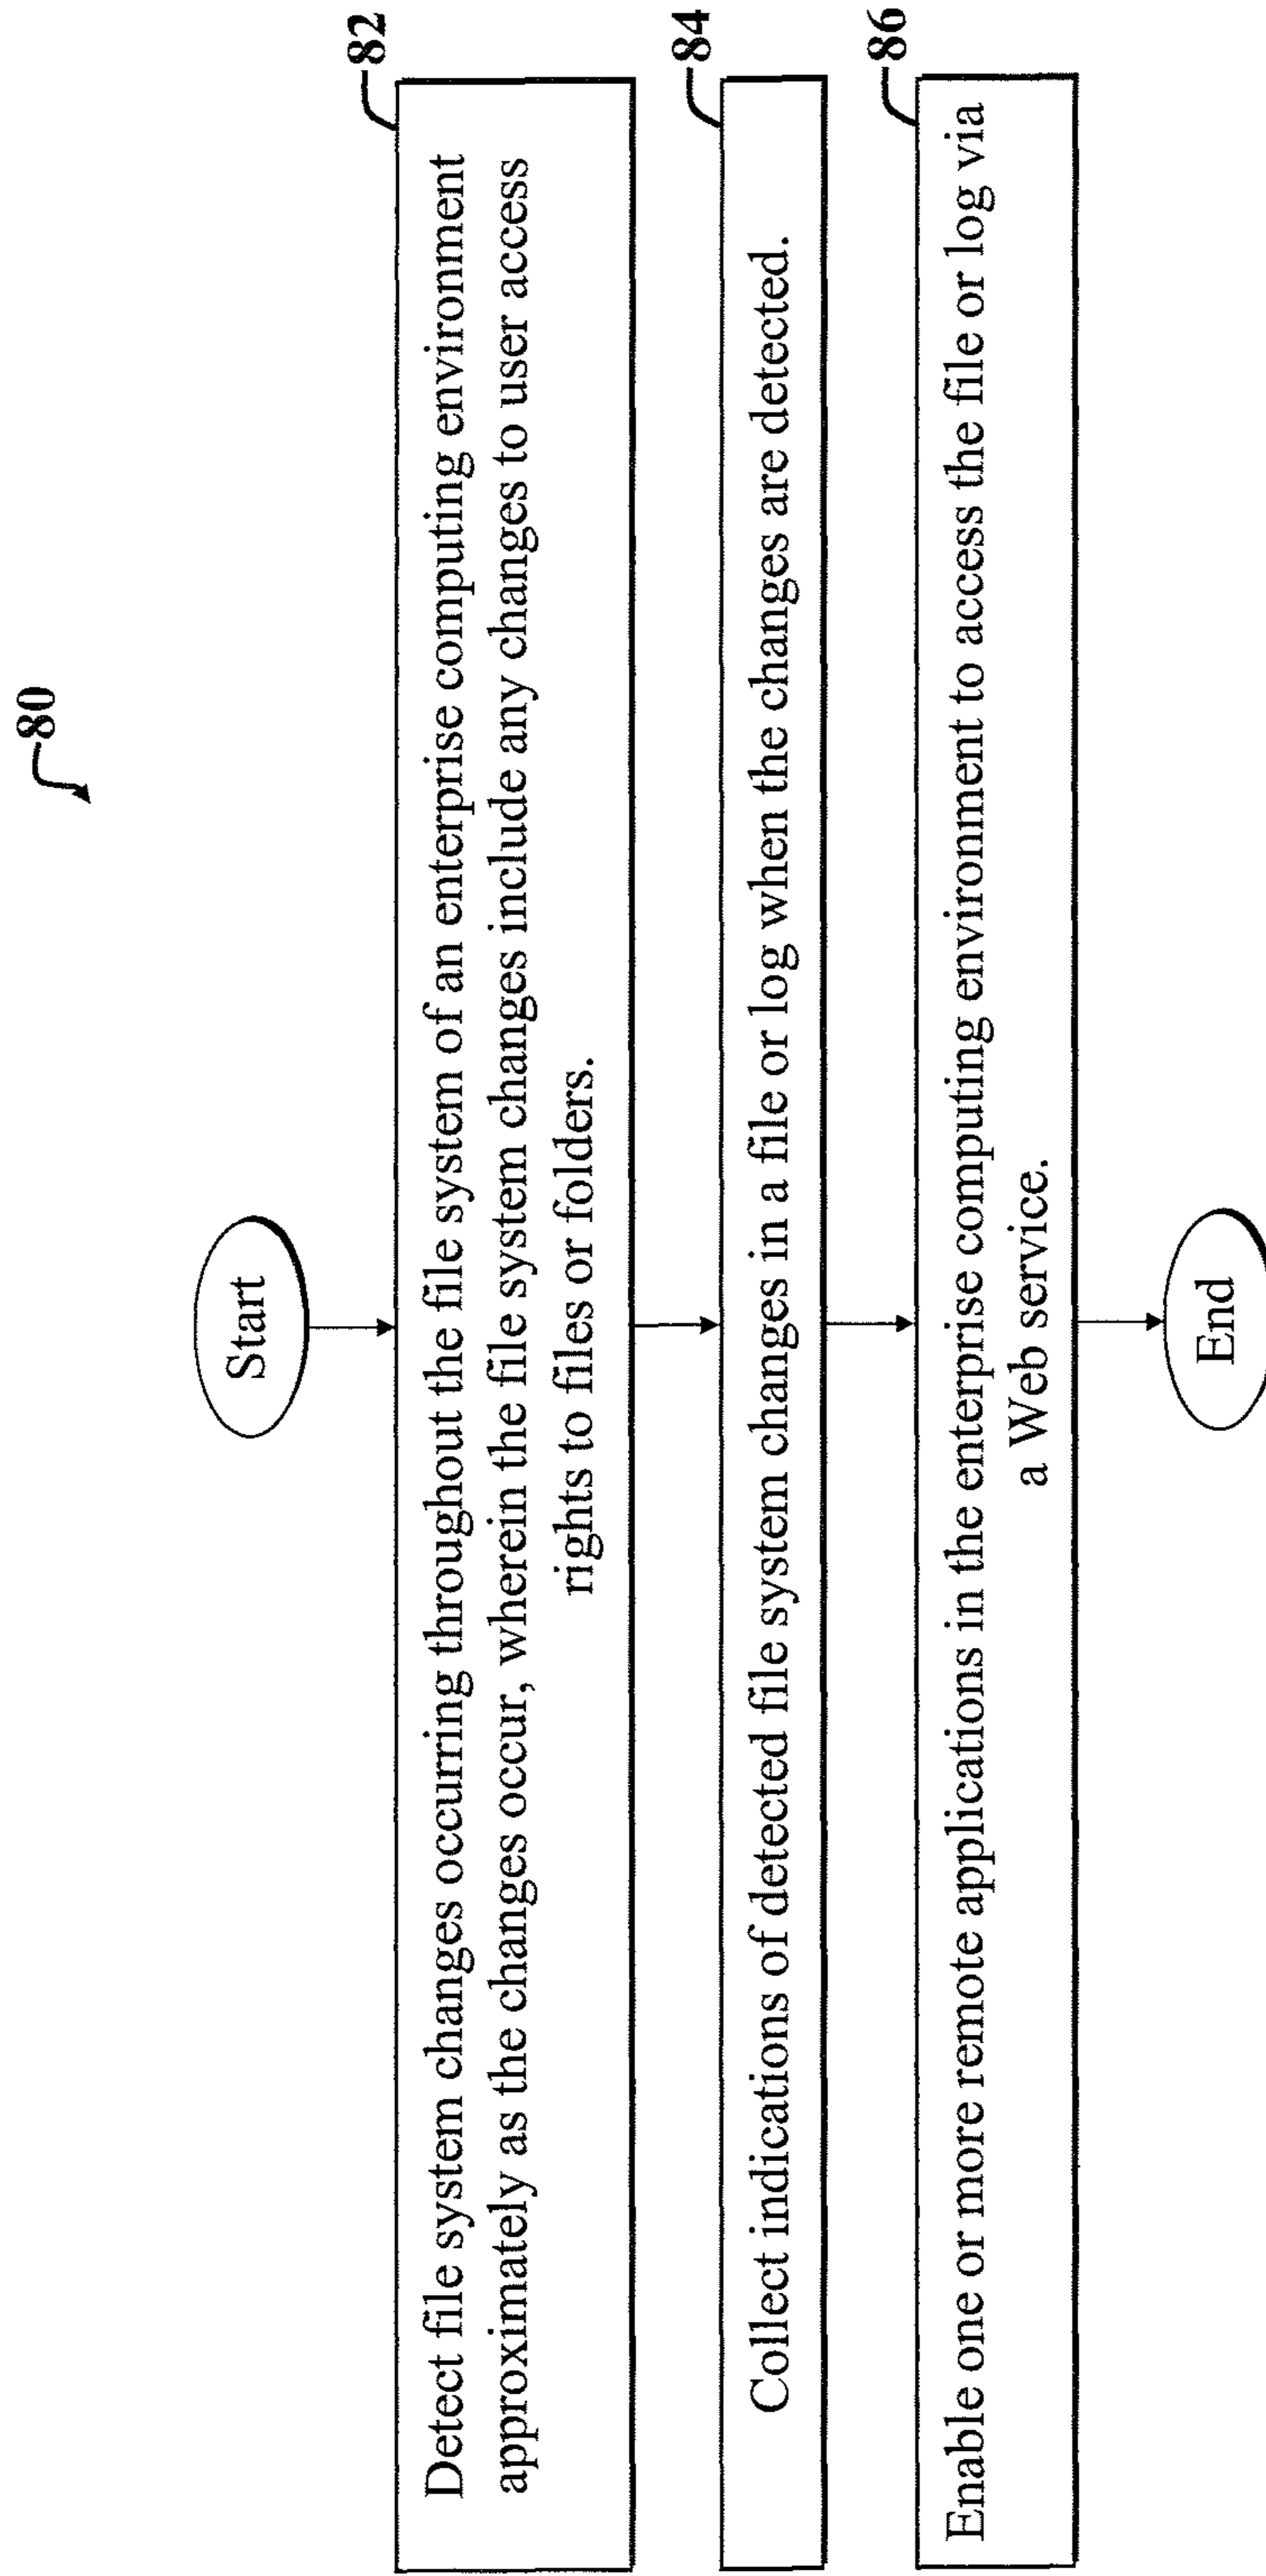 80
Start
82
Detect file system changes occurring throughout the file system of an enterprise computing environment
approximately as the changes occur, wherein the file system changes include any changes to user access
rights to files or folders.
84
Collect indications of detected file system changes in a file or log when the changes are detected.
86
Enable one or more remote applications in the enterprise computing environment to access the file or log via
a Web service.
End